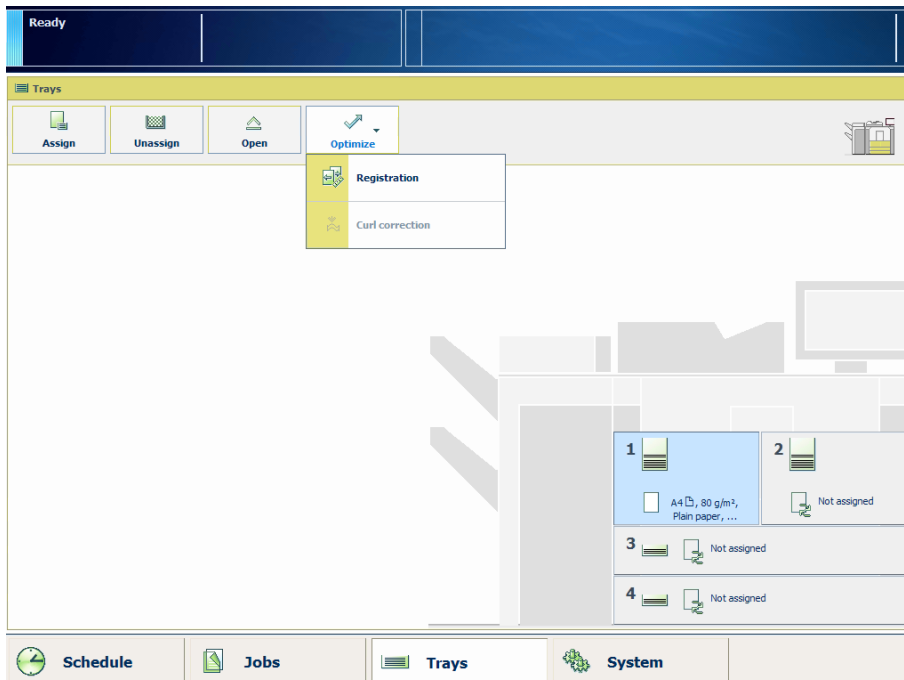 Ready
Trays
Assign
Unassign
Open
Optimize
Registration
Curl correction
1
A4, 80 g/m²,
Plain paper, ...
2
Not assigned
3
Not assigned
4
Not assigned
Schedule
Jobs
Trays
System